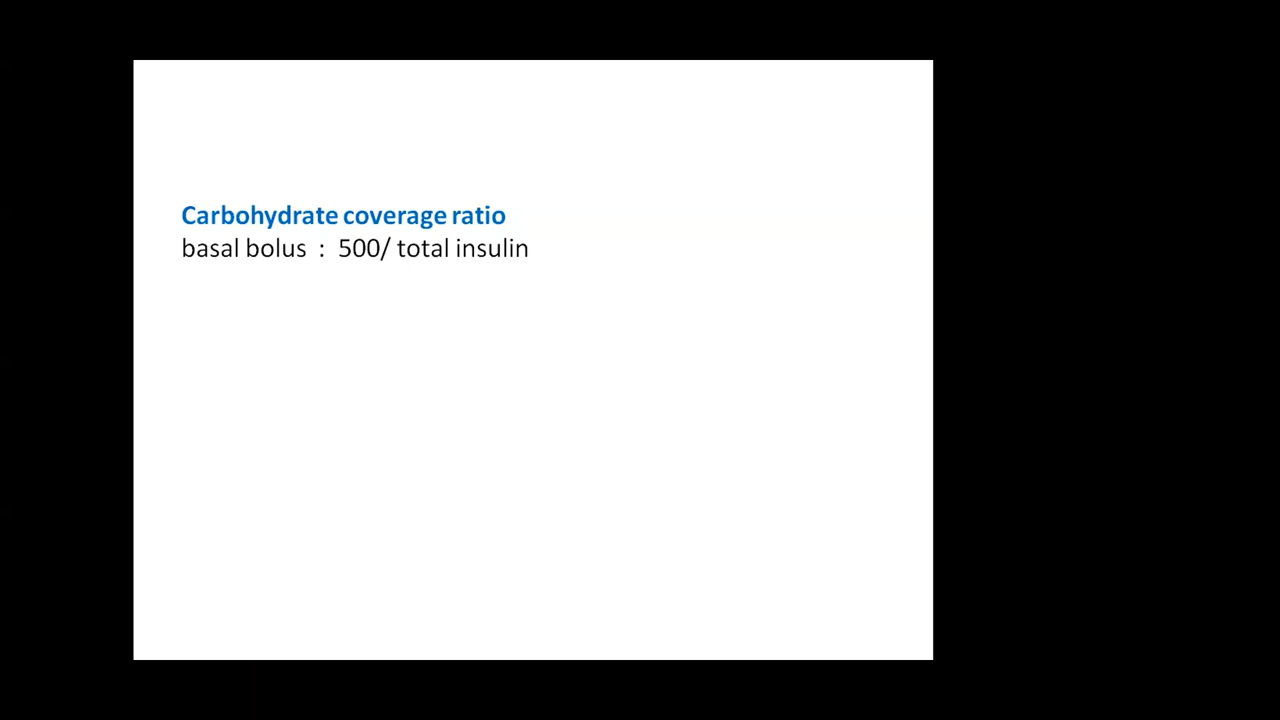 Carbohydrate coverage ratio
basal bolus : 500/ total insulin